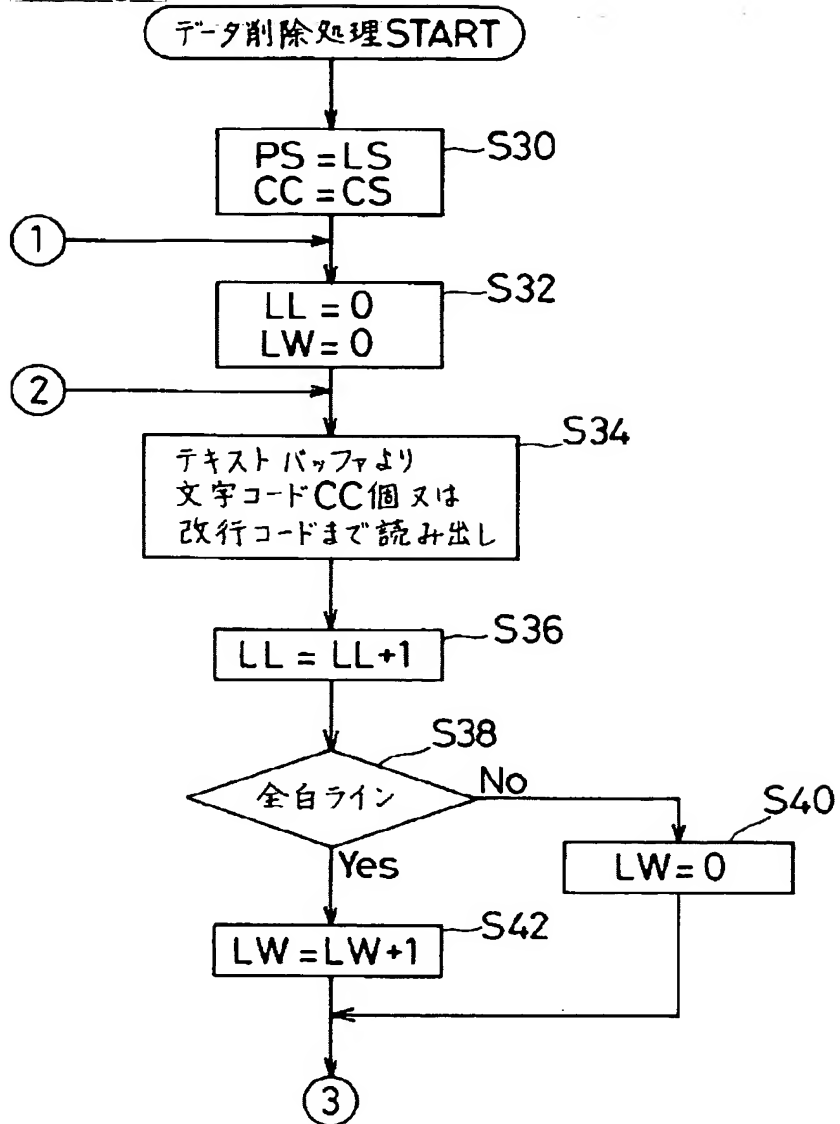 データ削除処理START
PS=LS
CC=CS
S30
1
LL=0
LW=0
S32
2
テキストバッファより
文字コードCC個又は
改行コードまで読み出し
S34
LL=LL+1
S36
全白ライン
S38
No
Yes
LW=0
S40
LW=LW+1
S42
3